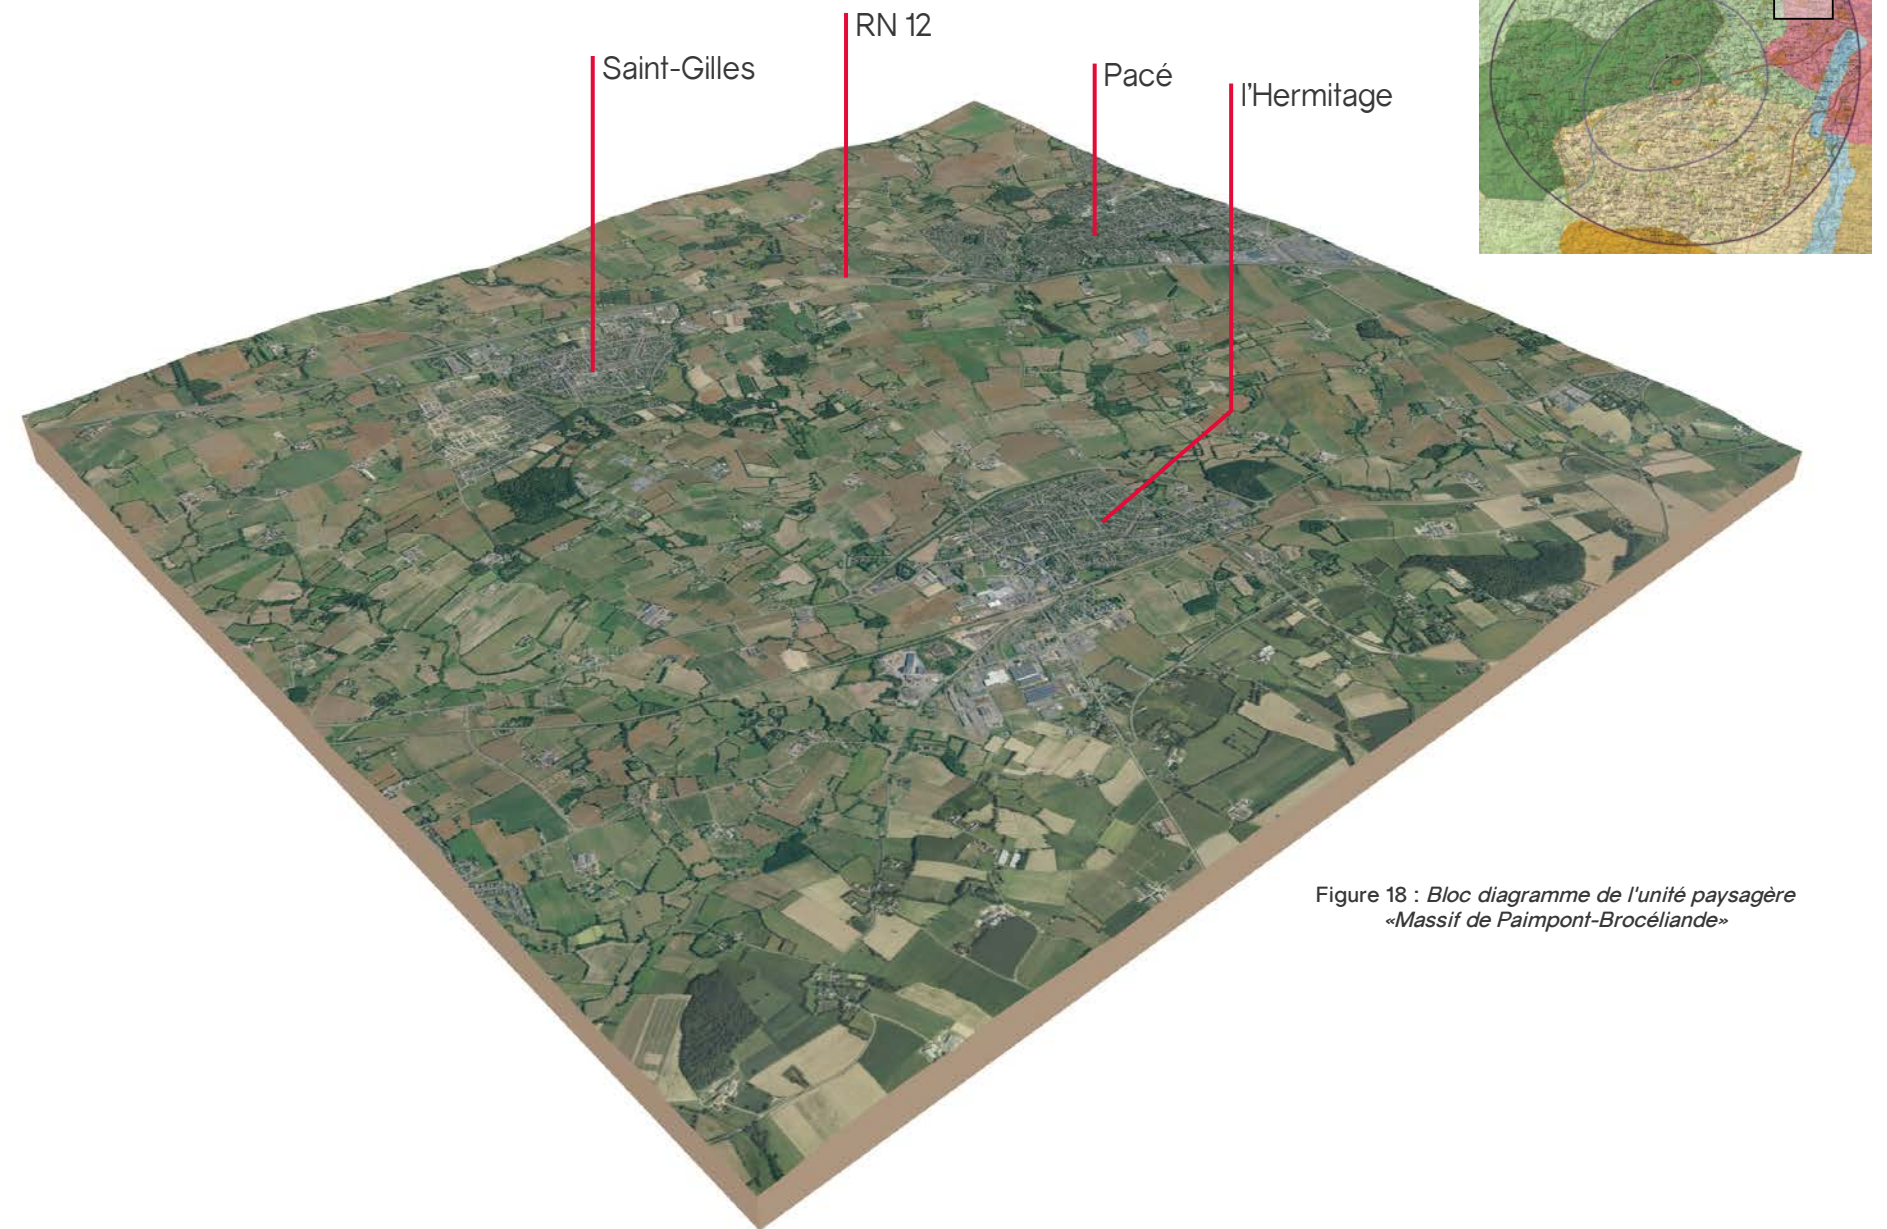 RN 12
Saint-Gilles
Pacé
l'Hermitage
Figure 18 : Bloc diagramme de l'unité paysagère
«Massif de Paimpont-Brocéliande»